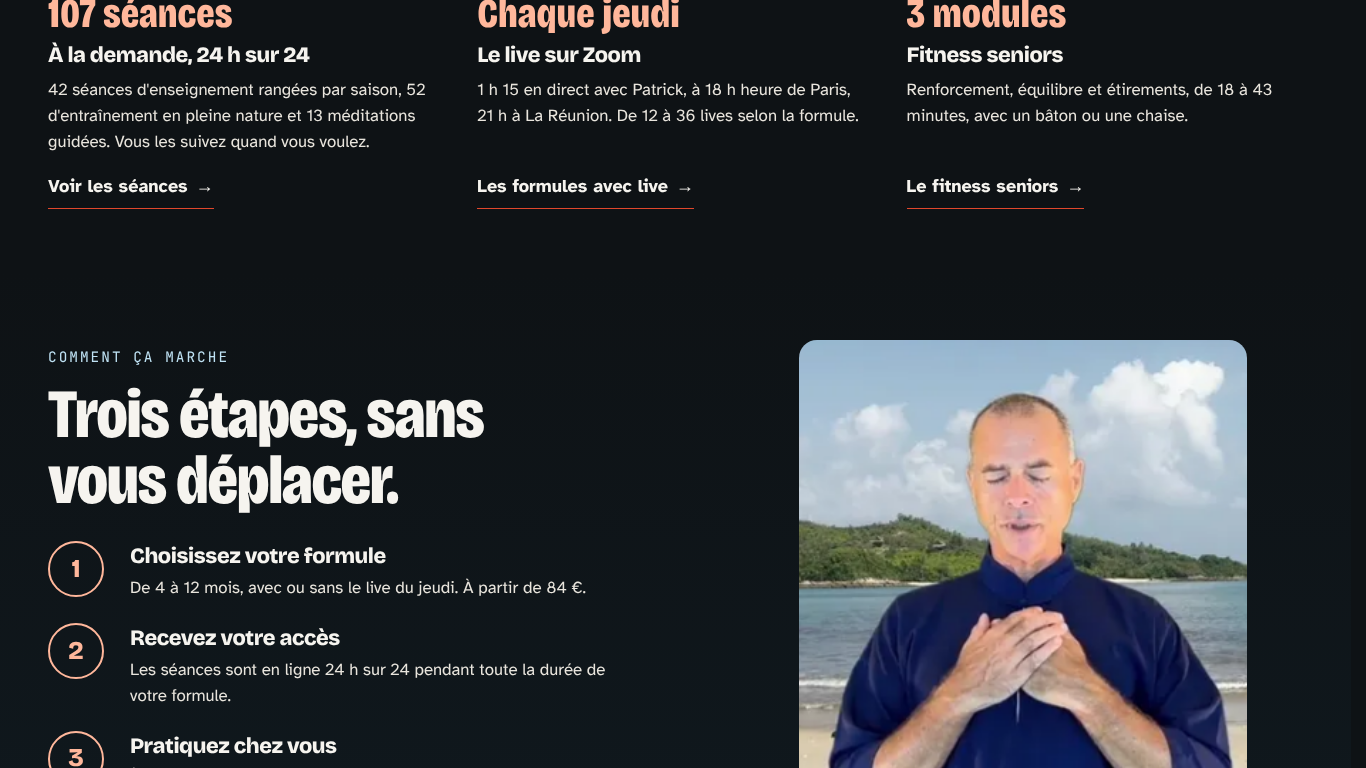 107 séances
À la demande, 24 h sur 24
42 séances d'enseignement rangées par saison, 52
d'entraînement en pleine nature et 13 méditations
guidées. Vous les suivez quand vous voulez.
Voir les séances →
Chaque jeudi
Le live sur Zoom
1 h 15 en direct avec Patrick, à 18 h heure de Paris,
21 h à La Réunion. De 12 à 36 lives selon la formule.
Les formules avec live →
3 modules
Fitness seniors
Renforcement, équilibre et étirements, de 18 à 43
minutes, avec un bâton ou une chaise.
Le fitness seniors →
COMMENT ÇA MARCHE
Trois étapes, sans
vous déplacer.
1
Choisissez votre formule
De 4 à 12 mois, avec ou sans le live du jeudi. À partir de 84 €.
2
Recevez votre accès
Les séances sont en ligne 24 h sur 24 pendant toute la durée de
votre formule.
3
Pratiquez chez vous